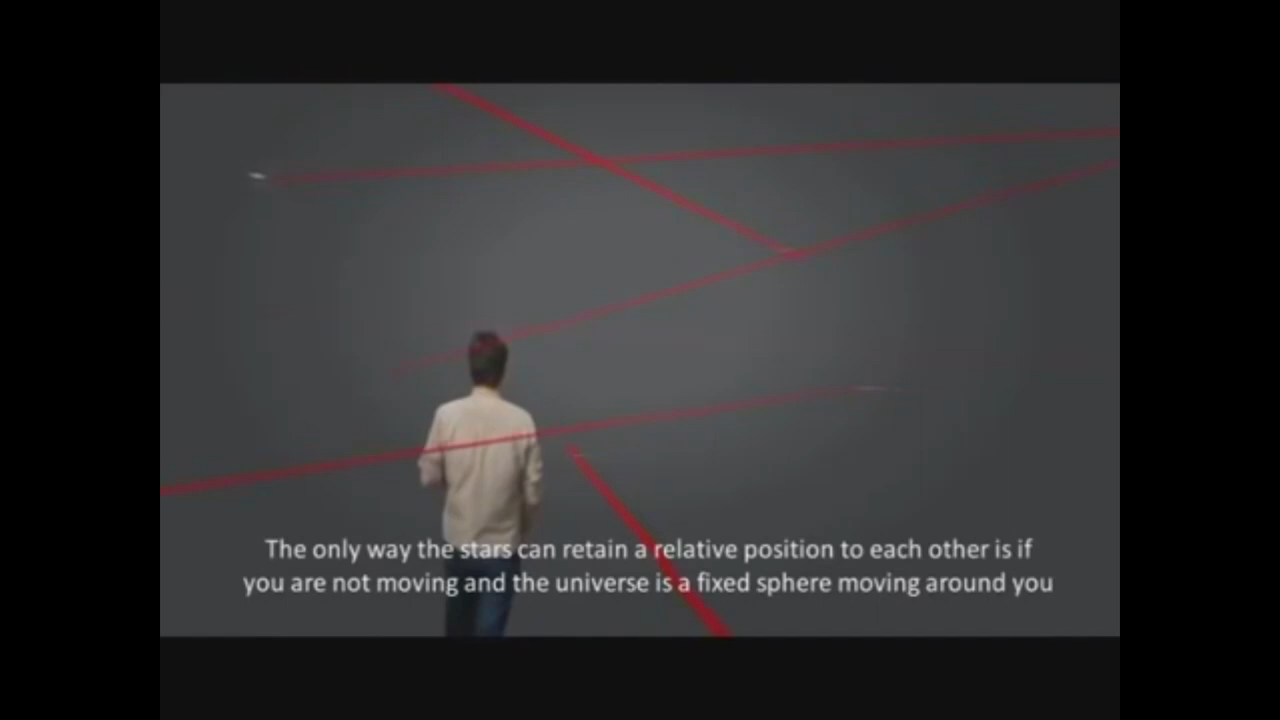 The only way the stars can retain a relative position to each other is if
you are not moving and the universe is a fixed sphere moving around you